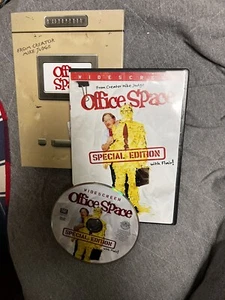 FROM CREATOR
MIKE JUDGE
Office
Space
WIDESCREEN
From Creator Mike Judge
Office Space
SPECIAL EDITION
with Flair!
WIDESCREEN
Office Space
SPECIAL EDITION